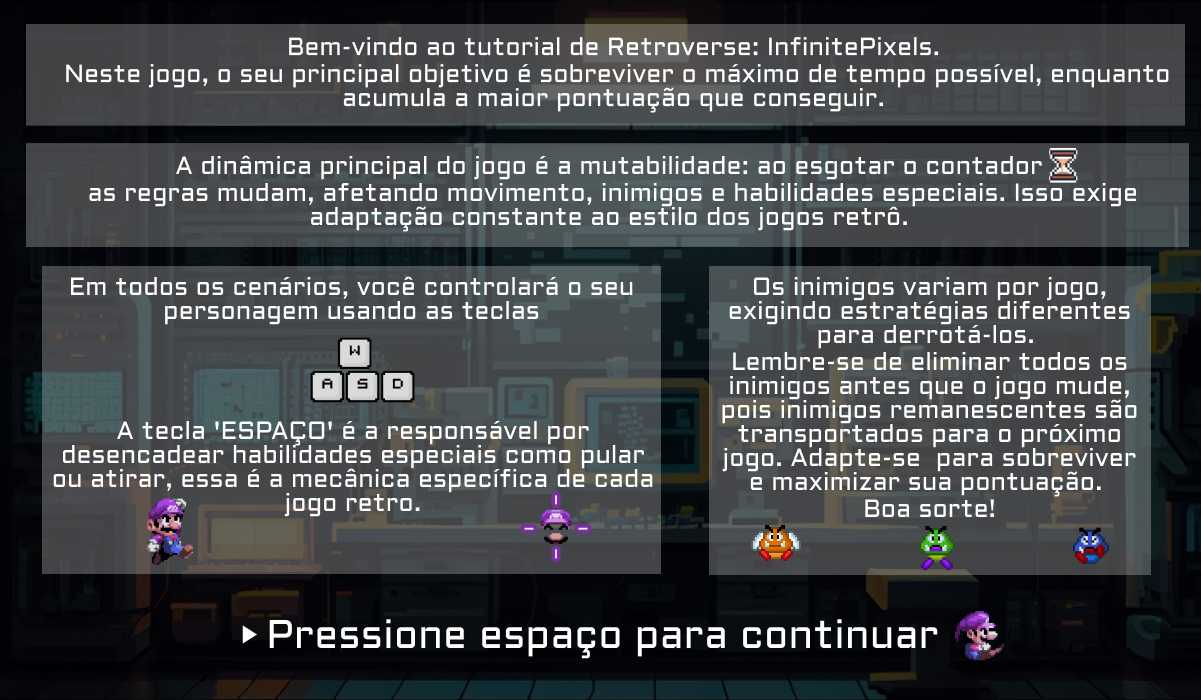 Bem-vindo ao tutorial de Retroverse: InfinitePixels.
Neste jogo, o seu principal objetivo é sobreviver o máximo de tempo possível, enquanto
acumula a maior pontuação que conseguir.
A dinâmica principal do jogo é a mutabilidade: ao esgotar o contador
as regras mudam, afetando movimento, inimigos e habilidades especiais. Isso exige
adaptação constante ao estilo dos jogos retrô.
Em todos os cenários, você controlará o seu
personagem usando as teclas
W
A S D
A tecla 'ESPAÇO' é a responsável por
desencadear habilidades especiais como pular
ou atirar, essa é a mecânica específica de cada
jogo retro.
Os inimigos variam por jogo,
exigindo estratégias diferentes
para derrotá-los.
Lembre-se de eliminar todos os
inimigos antes que o jogo mude,
pois inimigos remanescentes são
transportados para o próximo
jogo. Adapte-se para sobreviver
e maximizar sua pontuação.
Boa sorte!
Pressione espaço para continuar